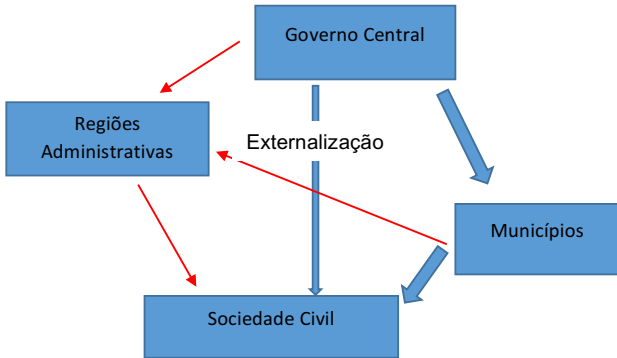 Governo Central
Regiões
Administrativas
Externalização
Municípios
Sociedade Civil